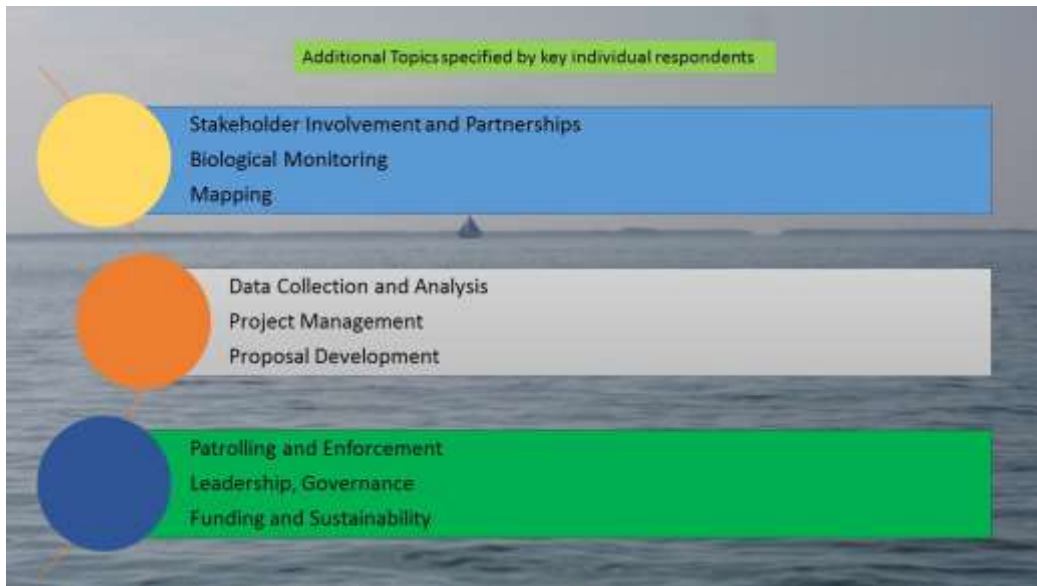 Additional Topics specified by key individual respondents
Stakeholder Involvement and Partnerships
Biological Monitoring
Mapping
Data Collection and Analysis
Project Management
Proposal Development
Patrolling and Enforcement
Leadership, Governance
Funding and Sustainability